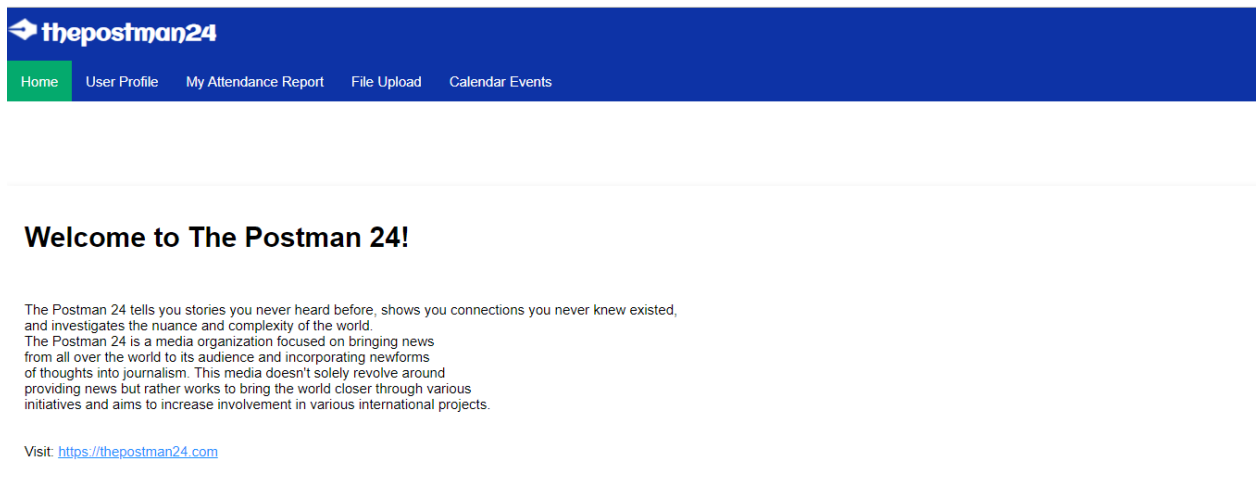 thepostman24
Home User Profile My Attendance Report File Upload Calendar Events
Welcome to The Postman 24!
The Postman 24 tells you stories you never heard before, shows you connections you never knew existed,
and investigates the nuance and complexity of the world.
The Postman 24 is a media organization focused on bringing news
from all over the world to its audience and incorporating newforms
of thoughts into journalism. This media doesn't solely revolve around
providing news but rather works to bring the world closer through various
initiatives and aims to increase involvement in various international projects.
Visit: https://thepostman24.com